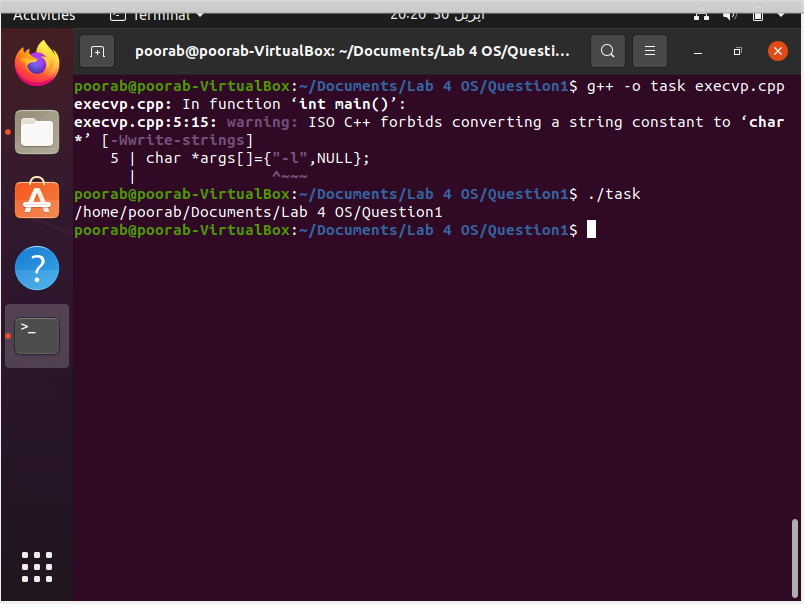 Activities Terminal 20:20 30 اپریل
poorab@poorab-VirtualBox: ~/Documents/Lab 4 OS/Questi...
poorab@poorab-VirtualBox:~/Documents/Lab 4 OS/Question1$ g++ -o task execvp.cpp
execvp.cpp: In function ‘int main()’:
execvp.cpp:5:15: warning: ISO C++ forbids converting a string constant to ‘char
*’ [-Wwrite-strings]
5 | char *args[]={"-l",NULL};
| ^~~~
poorab@poorab-VirtualBox:~/Documents/Lab 4 OS/Question1$ ./task
/home/poorab/Documents/Lab 4 OS/Question1
poorab@poorab-VirtualBox:~/Documents/Lab 4 OS/Question1$